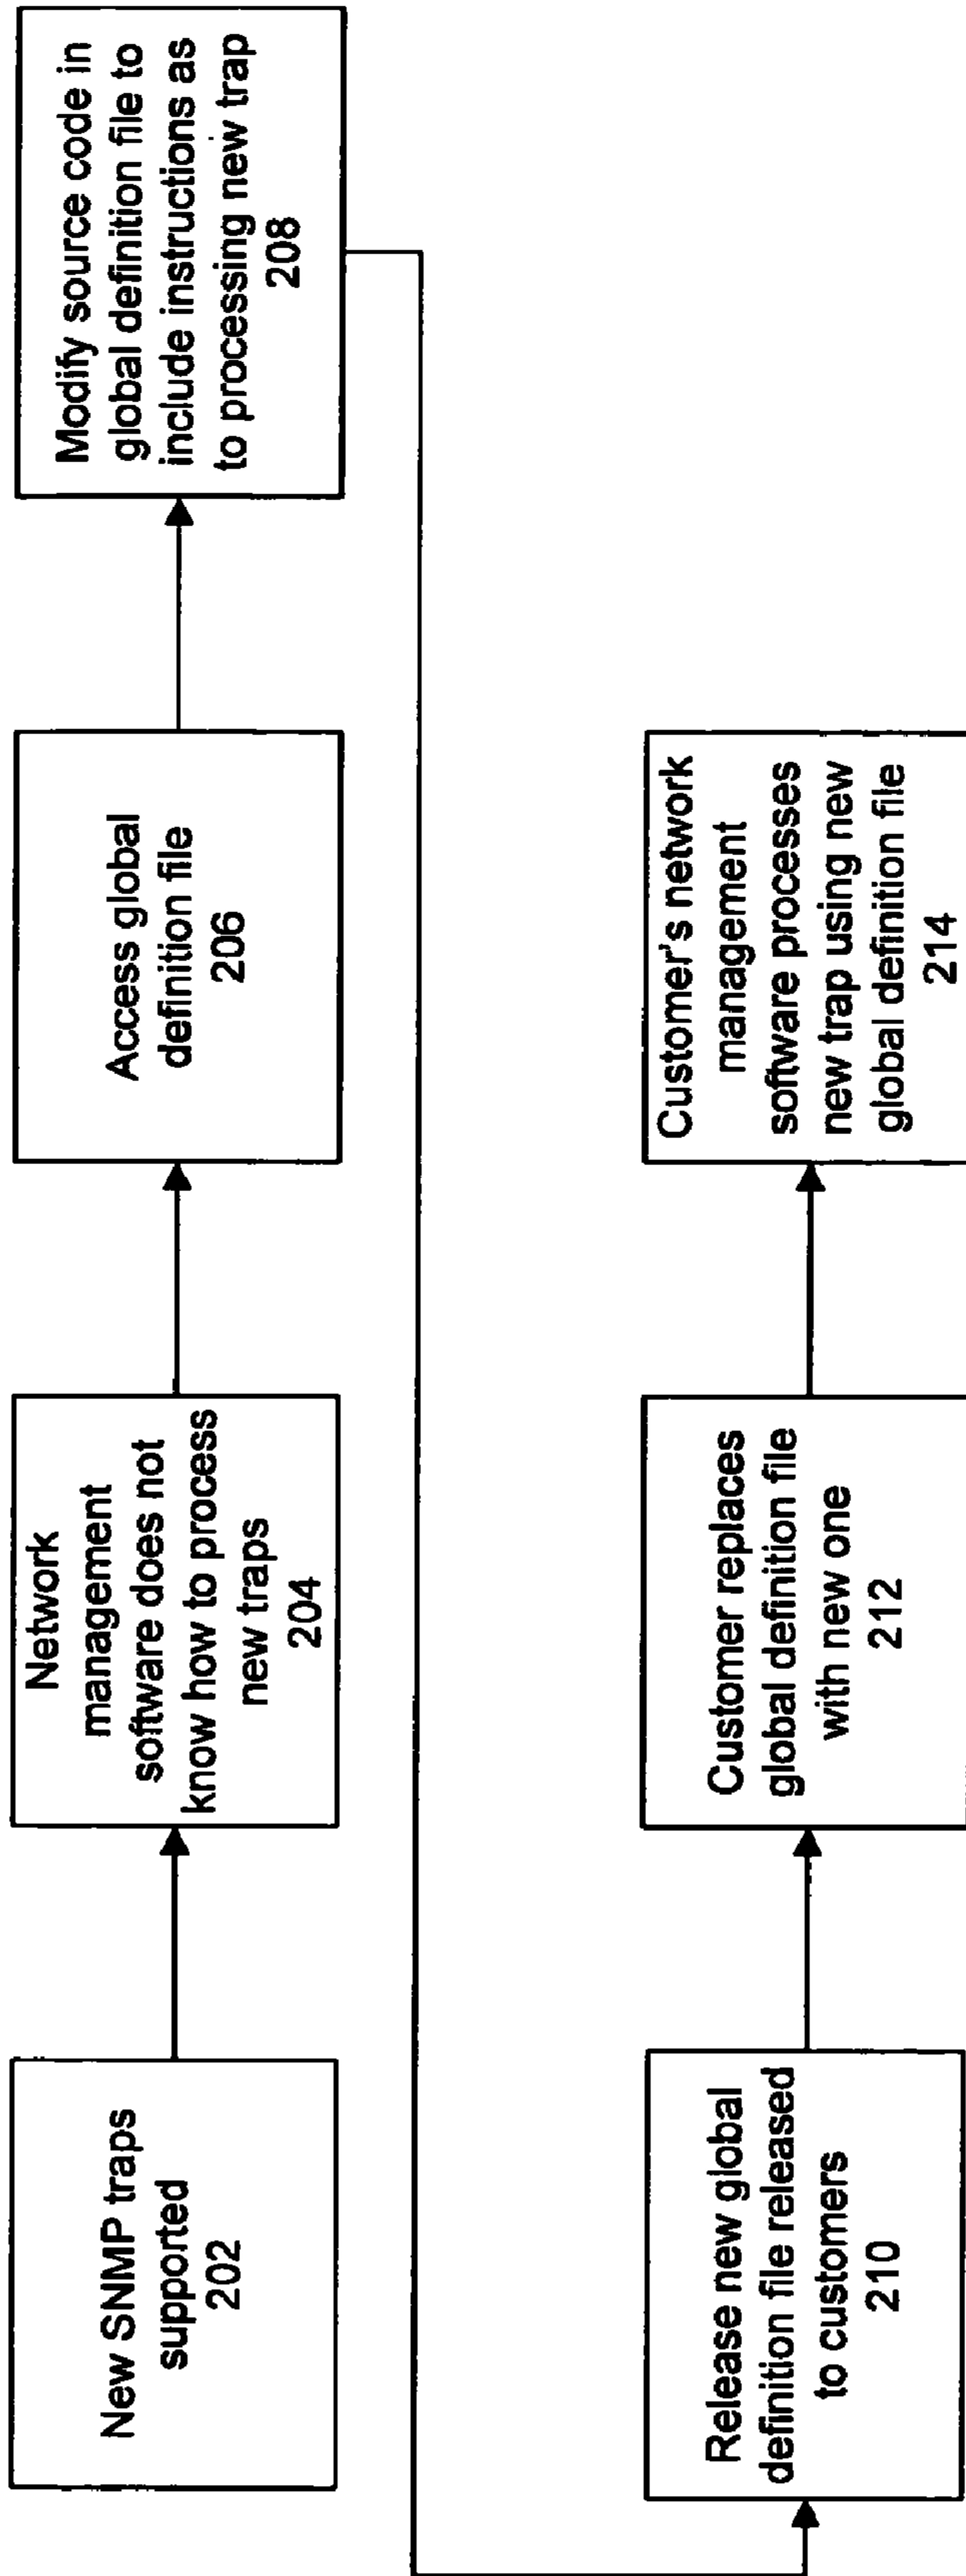 New SNMP traps
supported
202
Network
management
software does not
know how to process
new traps
204
Access global
definition file
206
Modify source code in
global definition file to
include instructions as
to processing new trap
208
Release new global
definition file released
to customers
210
Customer replaces
global definition file
with new one
212
Customer's network
management
software processes
new trap using new
global definition file
214